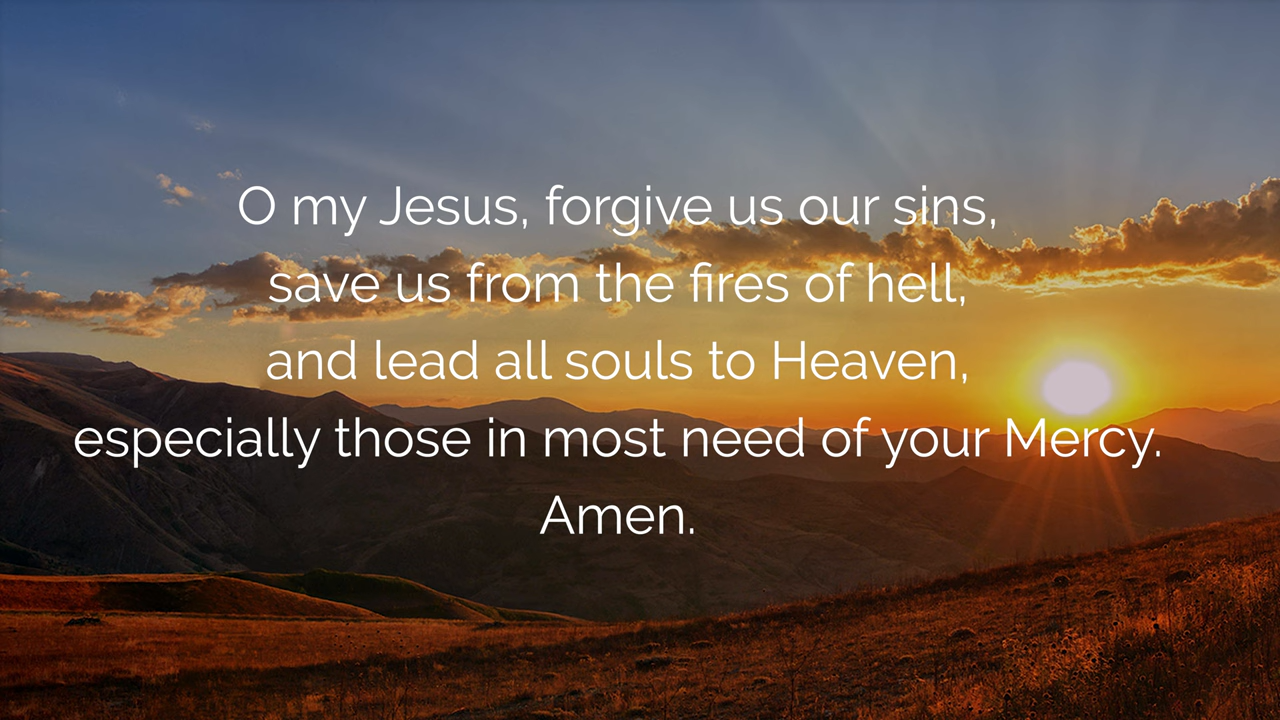 O my Jesus, forgive us our sins,
save us from the fires of hell,
and lead all souls to Heaven,
especially those in most need of your Mercy.
Amen.